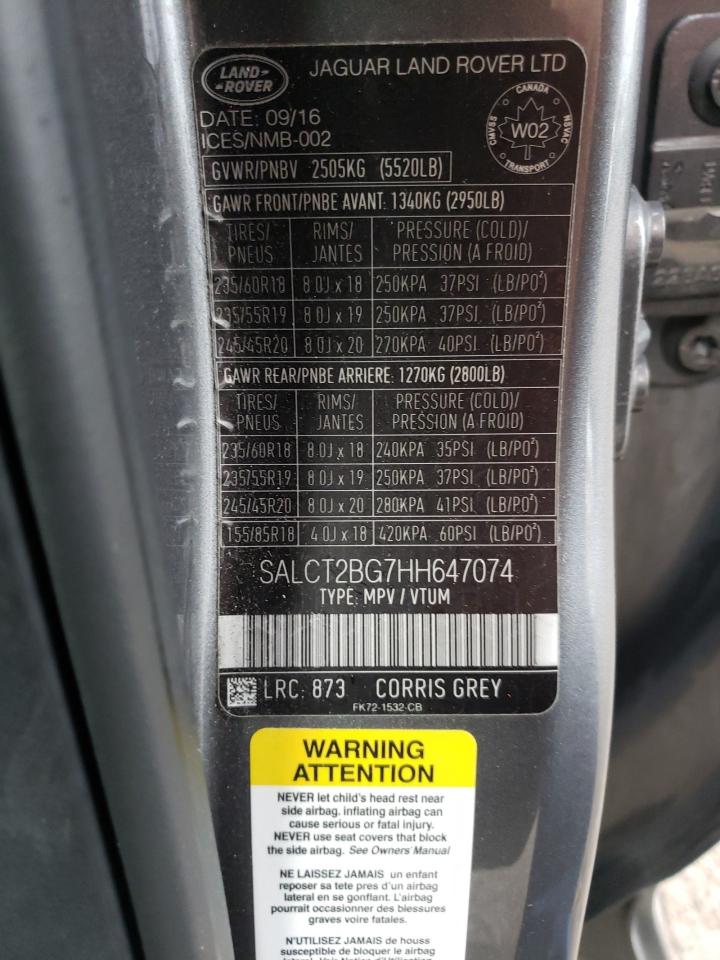 LAND-
-ROVER
JAGUAR LAND ROVER LTD
DATE: 09/16
ICES/NMB-002
CANADA
CMVSS
W02
NSVAC
TRANSPORT
GVWR/PNBV 2505KG (5520LB)
GAWR FRONT/PNBE AVANT: 1340KG (2950LB)
TIRES/ RIMS/ PRESSURE (COLD)/
PNEUS JANTES PRESSION (A FROID)
235/60R18 8.0J x 18 250KPA 37PSI (LB/PO²)
235/55R19 8.0J x 19 250KPA 37PSI (LB/PO²)
245/45R20 8.0J x 20 270KPA 40PSI (LB/PO²)
GAWR REAR/PNBE ARRIERE: 1270KG (2800LB)
TIRES/ RIMS/ PRESSURE (COLD)/
PNEUS JANTES PRESSION (A FROID)
235/60R18 8.0J x 18 240KPA 35PSI (LB/PO²)
235/55R19 8.0J x 19 250KPA 37PSI (LB/PO²)
245/45R20 8.0J x 20 280KPA 41PSI (LB/PO²)
155/85R18 4.0J x 18 420KPA 60PSI (LB/PO²)
SALCT2BG7HH647074
TYPE: MPV / VTUM
LRC: 873 CORRIS GREY
FK72-1532-CB
WARNING
ATTENTION
NEVER let child's head rest near
side airbag. inflating airbag can
cause serious or fatal injury.
NEVER use seat covers that block
the side airbag. See Owners' Manual
NE LAISSEZ JAMAIS un enfant
reposer sa tete pres d'un airbag
lateral en se gonflant. L'airbag
pourrait occasionner des blessures
graves voire fatales.
N'UTILISEZ JAMAIS de houss
susceptible de bloquer le airbag